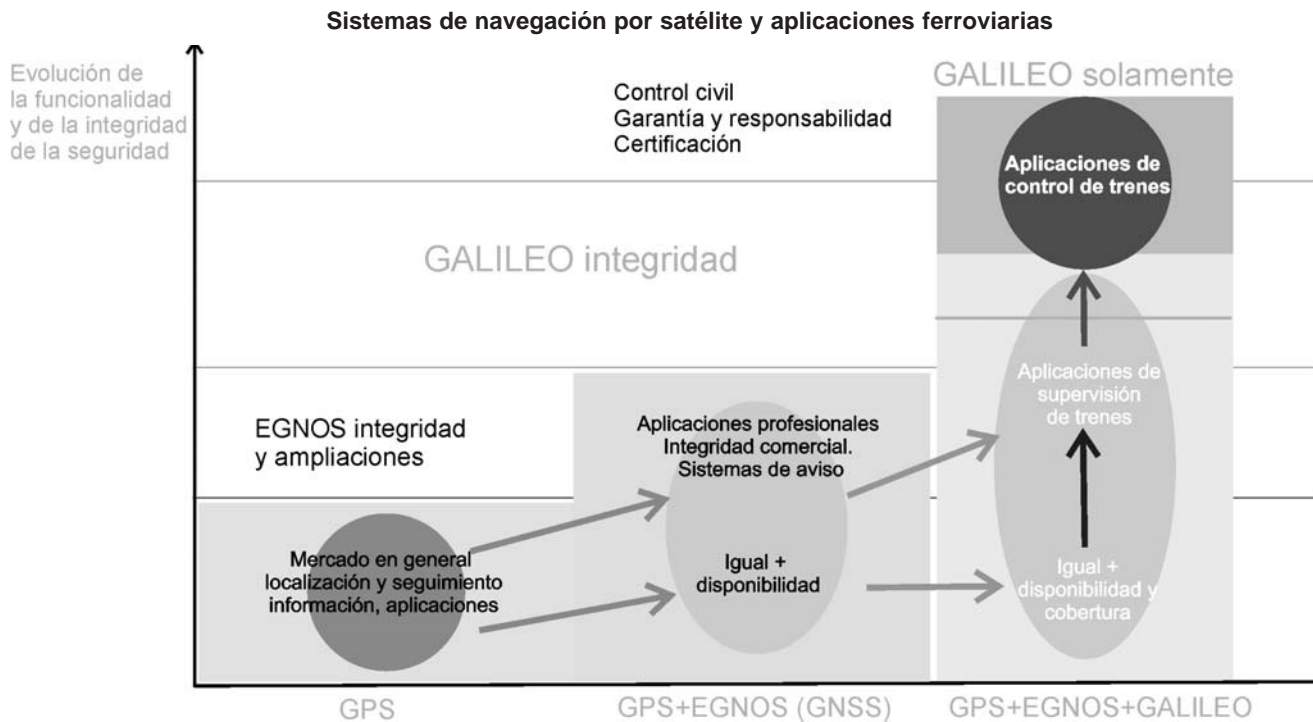 Sistemas de navegación por satélite y aplicaciones ferroviarias
Evolución de
la funcionalidad
y de la integridad
de la seguridad
Control civil
Garantía y responsabilidad
Certificación
GALILEO solamente
Aplicaciones de
control de trenes
GALILEO integridad
EGNOS integridad
y ampliaciones
Aplicaciones profesionales
Integridad comercial.
Sistemas de aviso
Aplicaciones de
supervisión
de trenes
Mercado en general
localización y seguimiento
información, aplicaciones
Igual +
disponibilidad
Igual +
disponibilidad y
cobertura
GPS
GPS+EGNOS (GNSS)
GPS+EGNOS+GALILEO